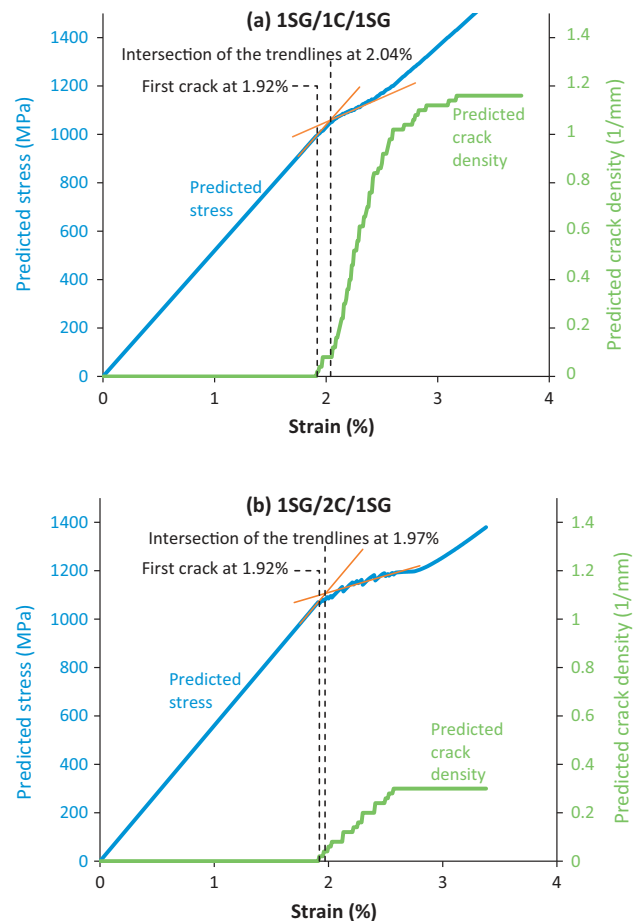 (a) 1SG/1C/1SG
Intersection of the trendlines at 2.04%
First crack at 1.92%
Predicted stress (MPa)
1400
1200
1000
800
600
400
200
0
Predicted
stress
Predicted
crack
density
1.4
1.2
1
0.8
0.6
0.4
0.2
0
Predicted crack density (1/mm)
0 1 2 3 4
Strain (%)
(b) 1SG/2C/1SG
Intersection of the trendlines at 1.97%
First crack at 1.92%
Predicted stress (MPa)
1400
1200
1000
800
600
400
200
0
Predicted
stress
Predicted
crack
density
1.4
1.2
1
0.8
0.6
0.4
0.2
0
Predicted crack density (1/mm)
0 1 2 3 4
Strain (%)